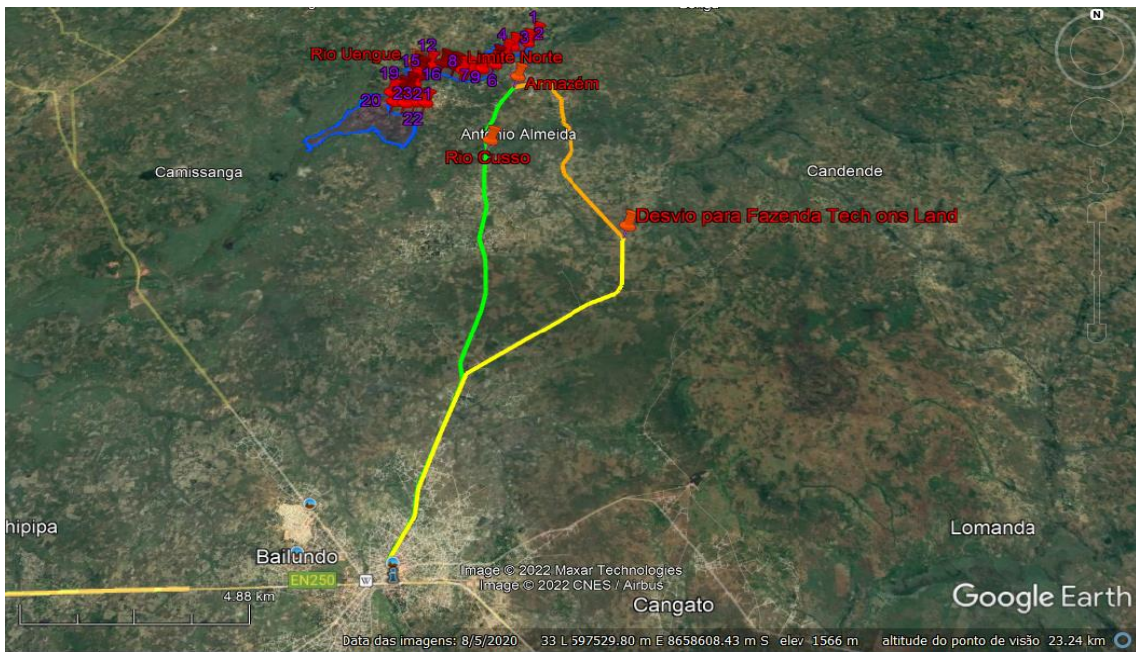 1
4
3
2
N
12
Rio Uengue
15
8
Limite Norte
19
16
7
9
6
Armazém
20
23
21
22
Antonio Almeida
Rio Cusso
Camissanga
Candende
Desvio para Fazenda Tech ons Land
hipipa
Bailundo
Lomanda
EN250
Image © 2022 Maxar Technologies
Image © 2022 CNES / Airbus
4.88 km
Cangato
Google Earth
Data das imagens: 8/5/2020 33 L 597529.80 m E 8658608.43 m S elev 1566 m altitude do ponto de visão 23.24 km